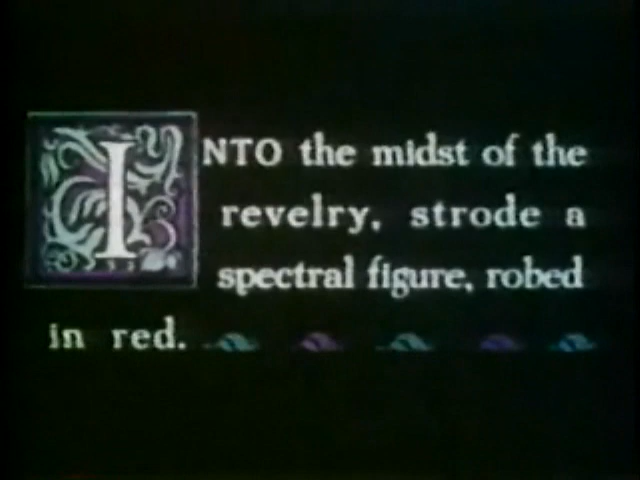 INTO the midst of the
revelry, strode a
spectral figure, robed
in red.